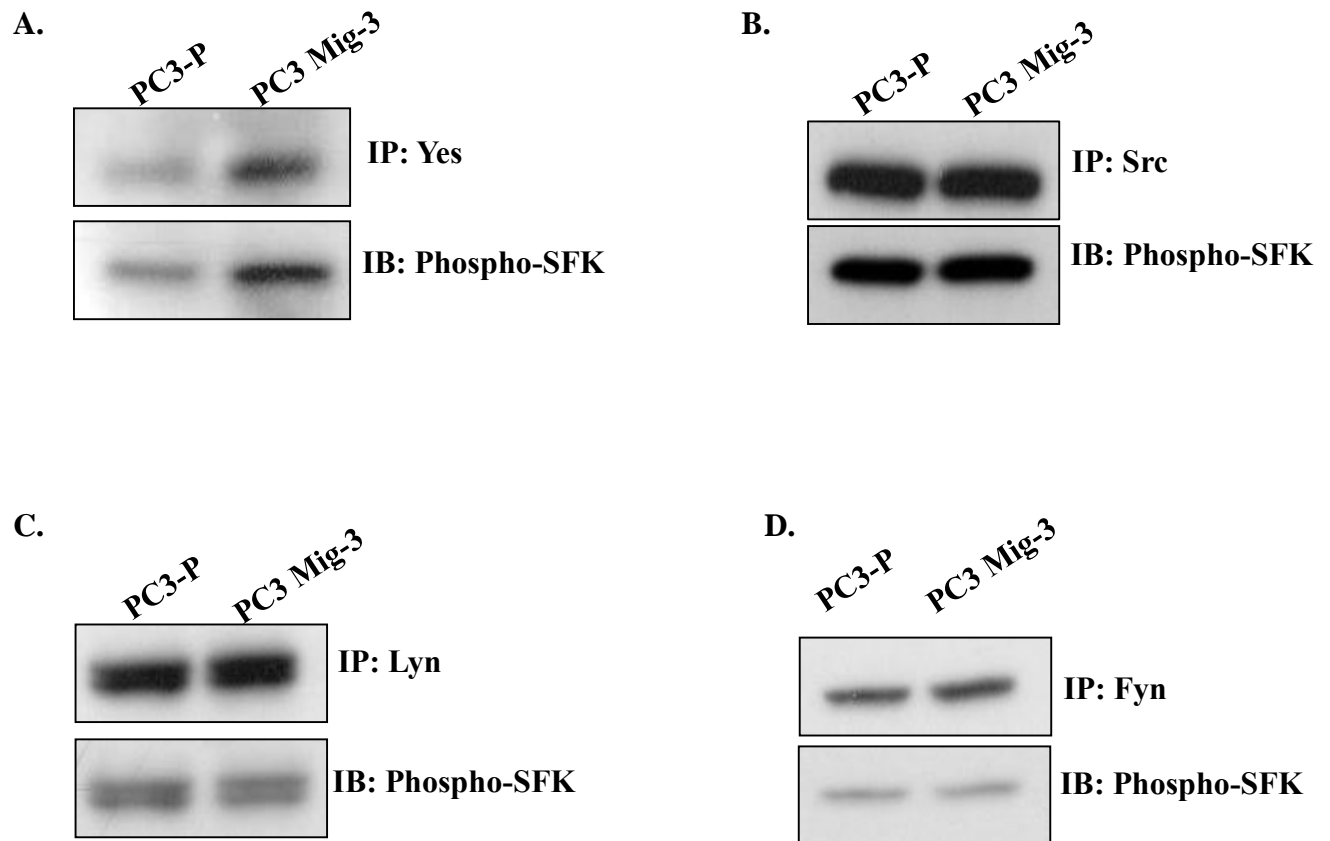 A.
PC3-P PC3 Mig-3
IP: Yes
IB: Phospho-SFK
B.
PC3-P PC3 Mig-3
IP: Src
IB: Phospho-SFK
C.
PC3-P PC3 Mig-3
IP: Lyn
IB: Phospho-SFK
D.
PC3-P PC3 Mig-3
IP: Fyn
IB: Phospho-SFK